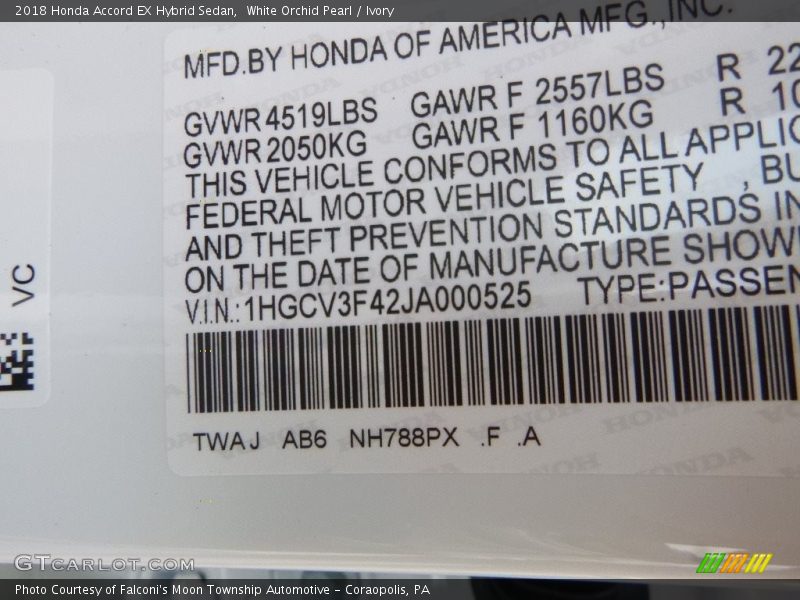 2018 Honda Accord EX Hybrid Sedan,  White Orchid Pearl / Ivory
MFD.BY HONDA OF AMERICA MFG.,INC.
GVWR 4519LBS GAWR F 2557LBS R 22
GVWR 2050KG GAWR F 1160KG R 10
THIS VEHICLE CONFORMS TO ALL APPLIC
FEDERAL MOTOR VEHICLE SAFETY , BU
AND THEFT PREVENTION STANDARDS IN
ON THE DATE OF MANUFACTURE SHOW
V.I.N.:1HGCV3F42JA000525 TYPE:PASSEN
VC
TWAJ AB6 NH788PX .F .A
GTCARLOT.COM
Photo Courtesy of Falconi's Moon Township Automotive – Coraopolis, PA